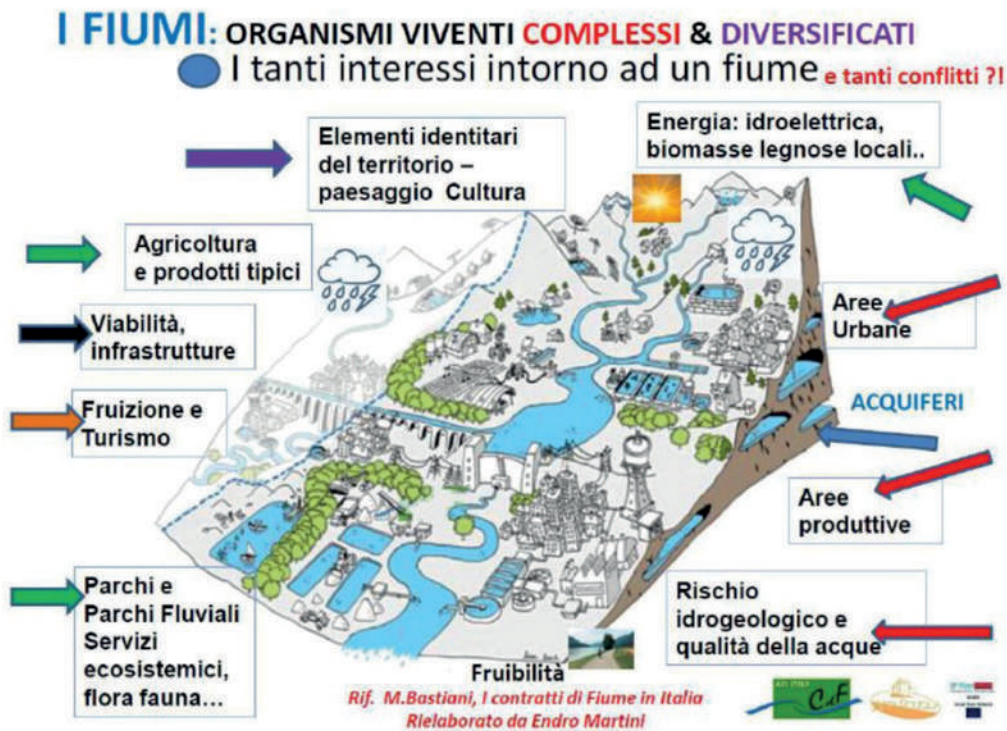 I FIUMI: ORGANISMI VIVENTI COMPLESSI & DIVERSIFICATI
I tanti interessi intorno ad un fiume e tanti conflitti ?!
Elementi identitari
del territorio –
paesaggio Cultura
Energia: idroelettrica,
biomasse legnose locali..
Agricoltura
e prodotti tipici
Viabilità,
infrastrutture
Aree
Urbane
Fruizione e
Turismo
ACQUIFERI
Aree
produttive
Parchi e
Parchi Fluviali
Servizi
ecosistemici,
flora fauna…
Rischio
idrogeologico e
qualità della acque
Fruibilità
Rif. M.Bastiani, I contratti di Fiume in Italia
Rielaborato da Endro Martini
CdF